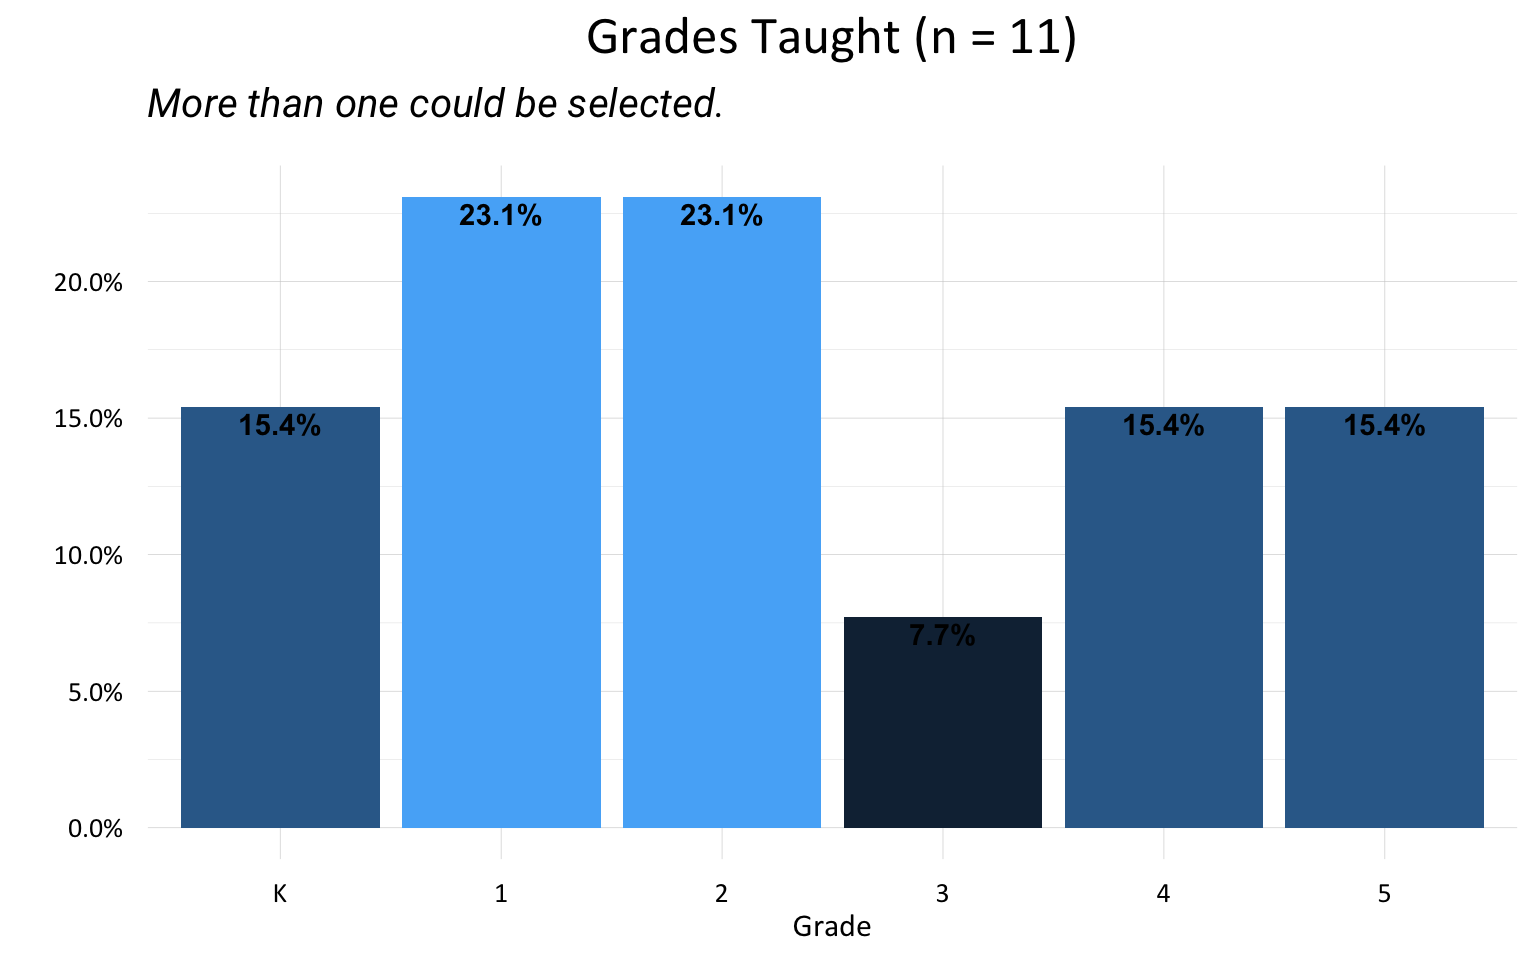 Grades Taught (n = 11)
More than one could be selected.
23.1% 23.1%
20.0%
15.0%
15.4% 15.4% 15.4%
10.0%
7.7%
5.0%
0.0%
K 1 2 3 4 5
Grade